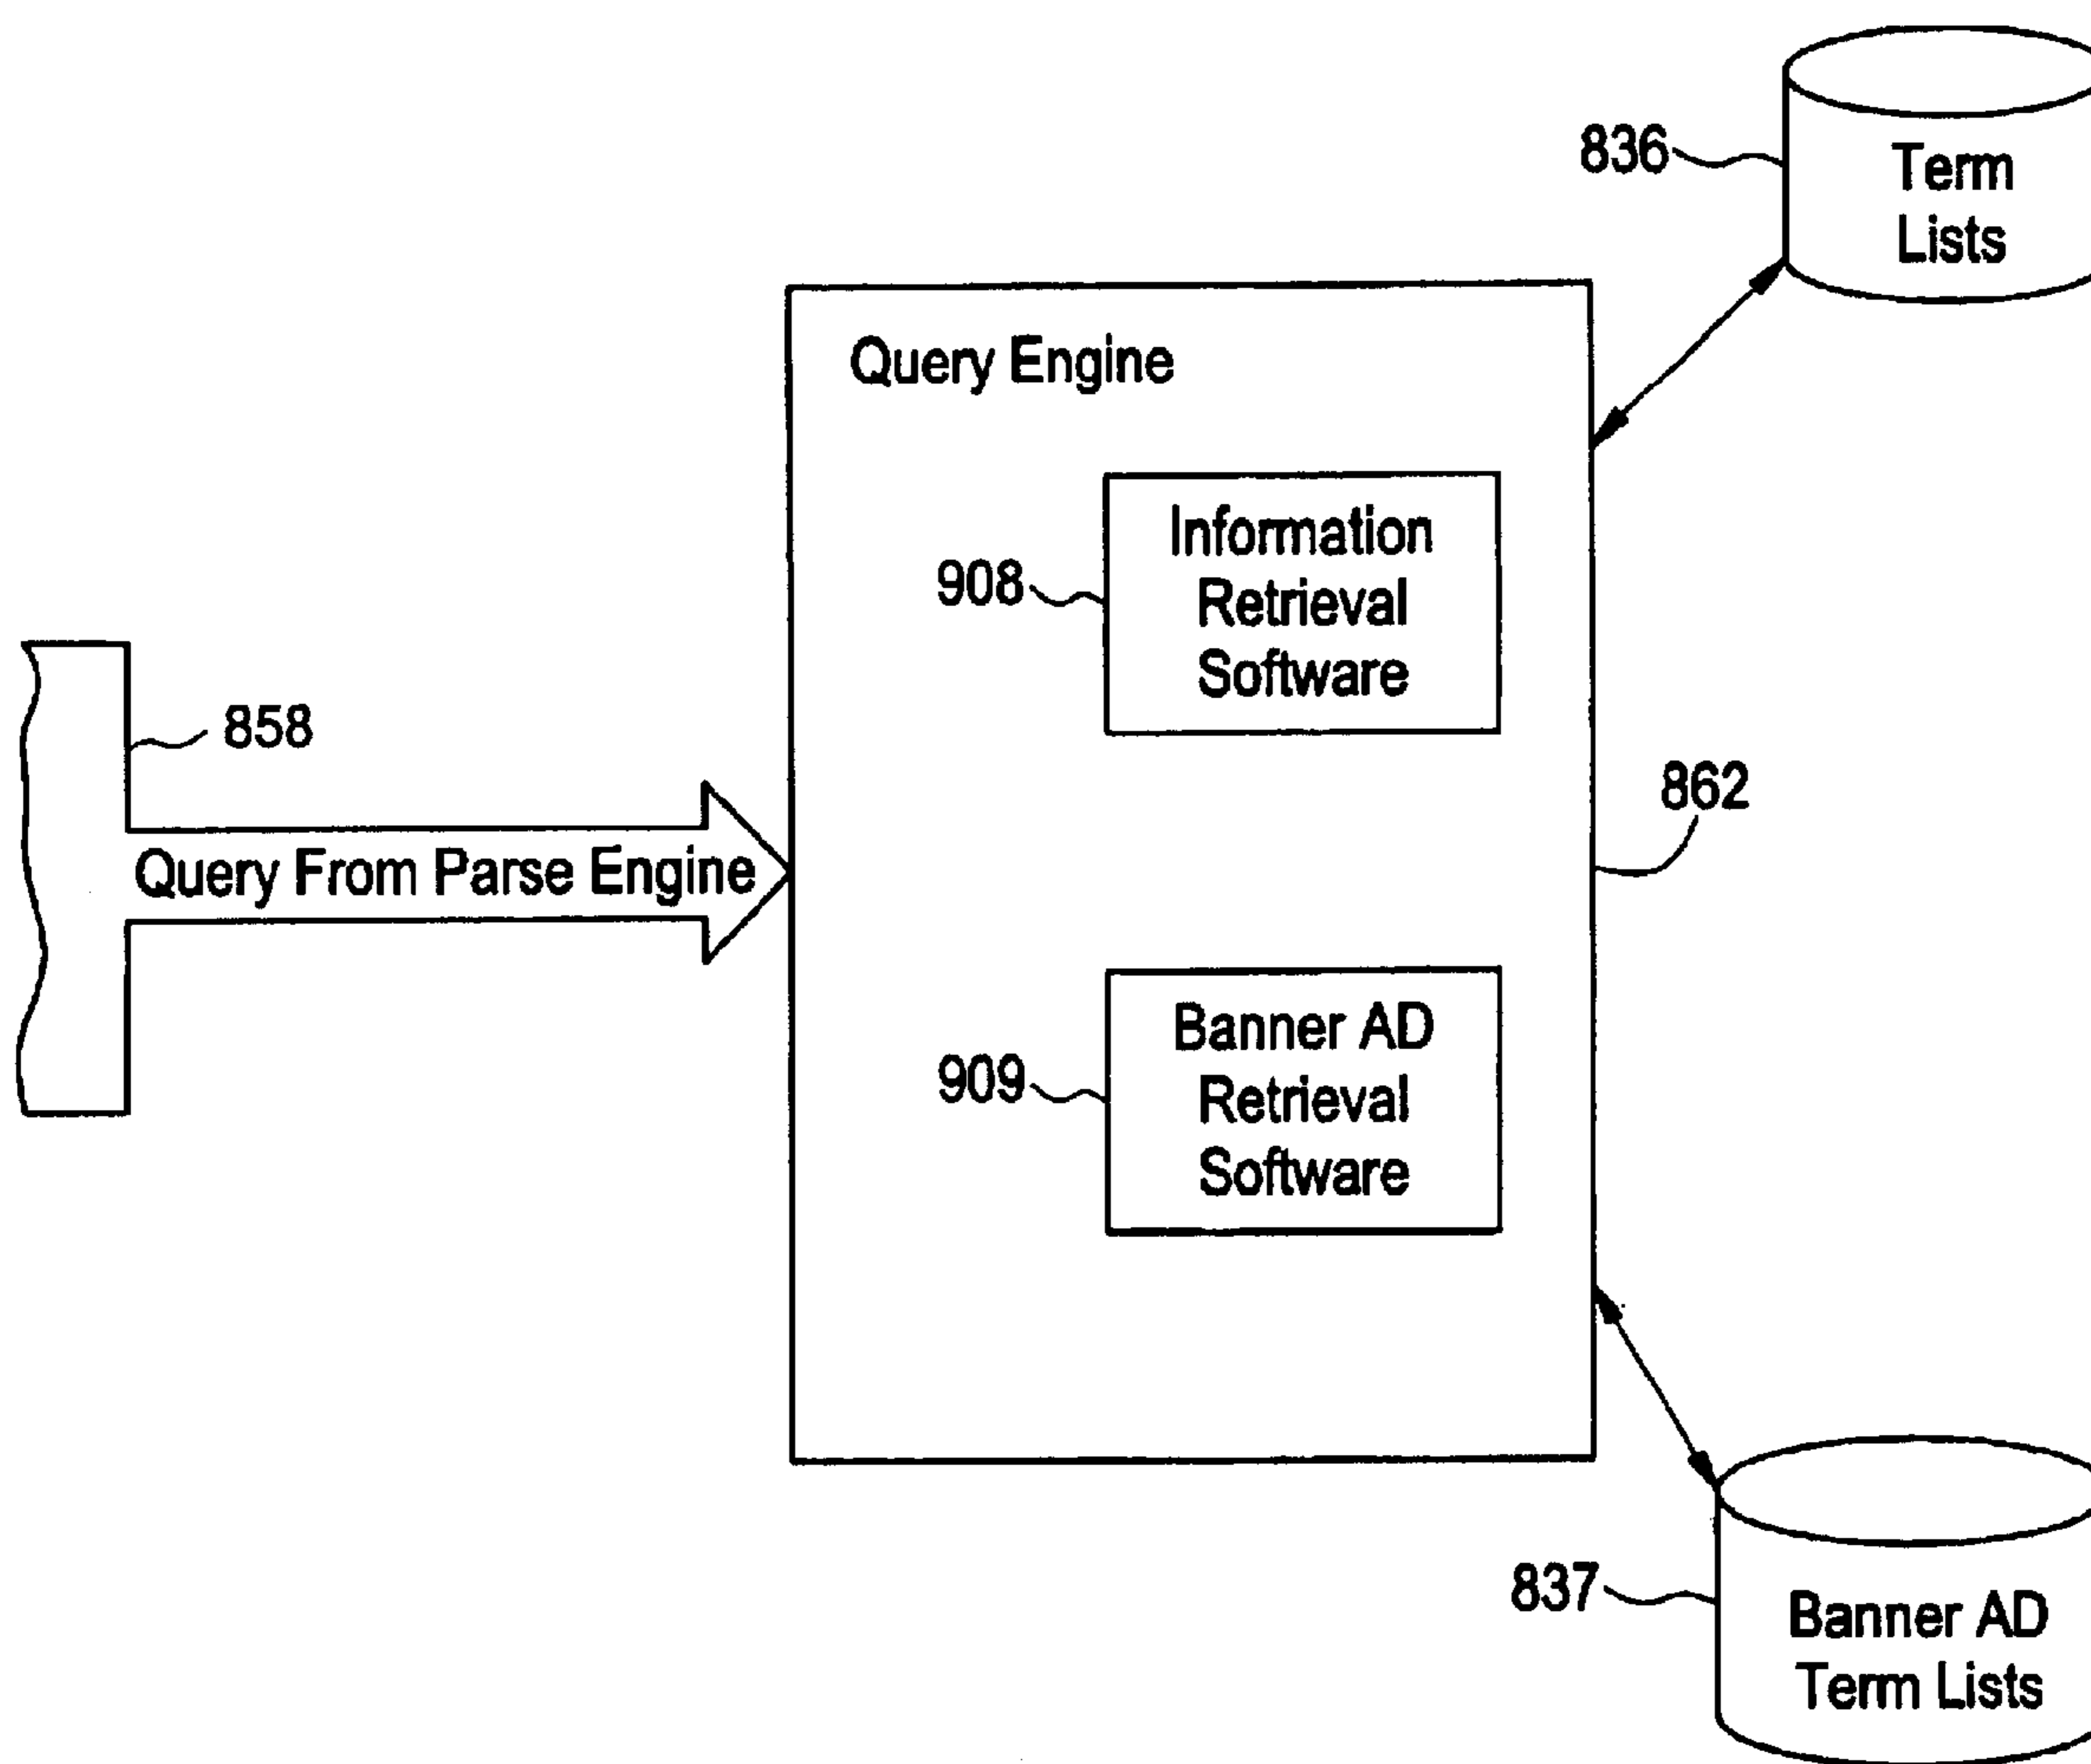 836
Term
Lists
Query Engine
908
Information
Retrieval
Software
858
862
Query From Parse Engine
909
Banner AD
Retrieval
Software
837
Banner AD
Term Lists